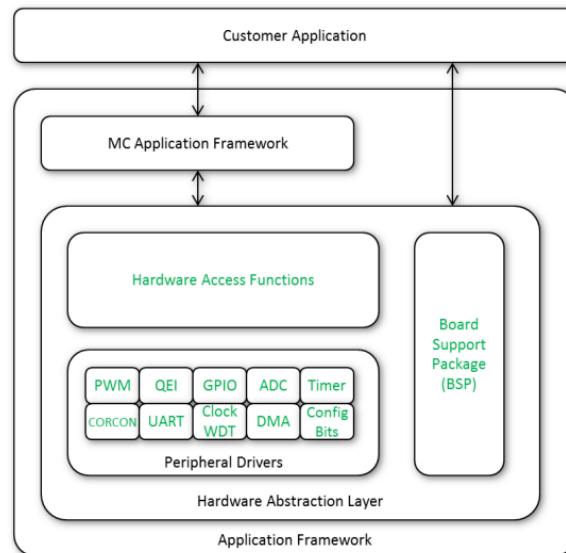 Customer Application
MC Application Framework
Hardware Access Functions
Board
Support
Package
(BSP)
PWM QEI GPIO ADC Timer
CORCON UART Clock WDT DMA Config Bits
Peripheral Drivers
Hardware Abstraction Layer
Application Framework